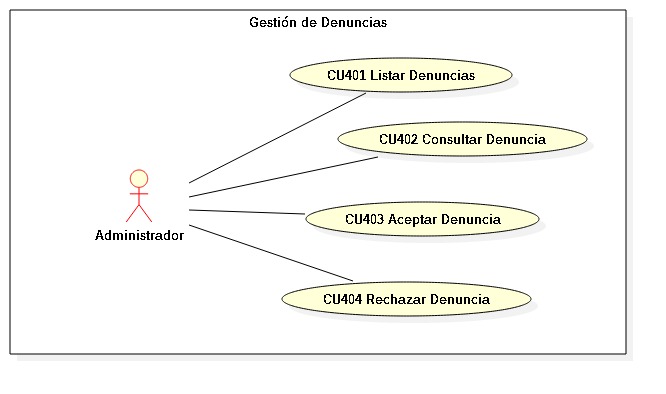 Gestión de Denuncias
CU401 Listar Denuncias
CU402 Consultar Denuncia
CU403 Aceptar Denuncia
Administrador
CU404 Rechazar Denuncia